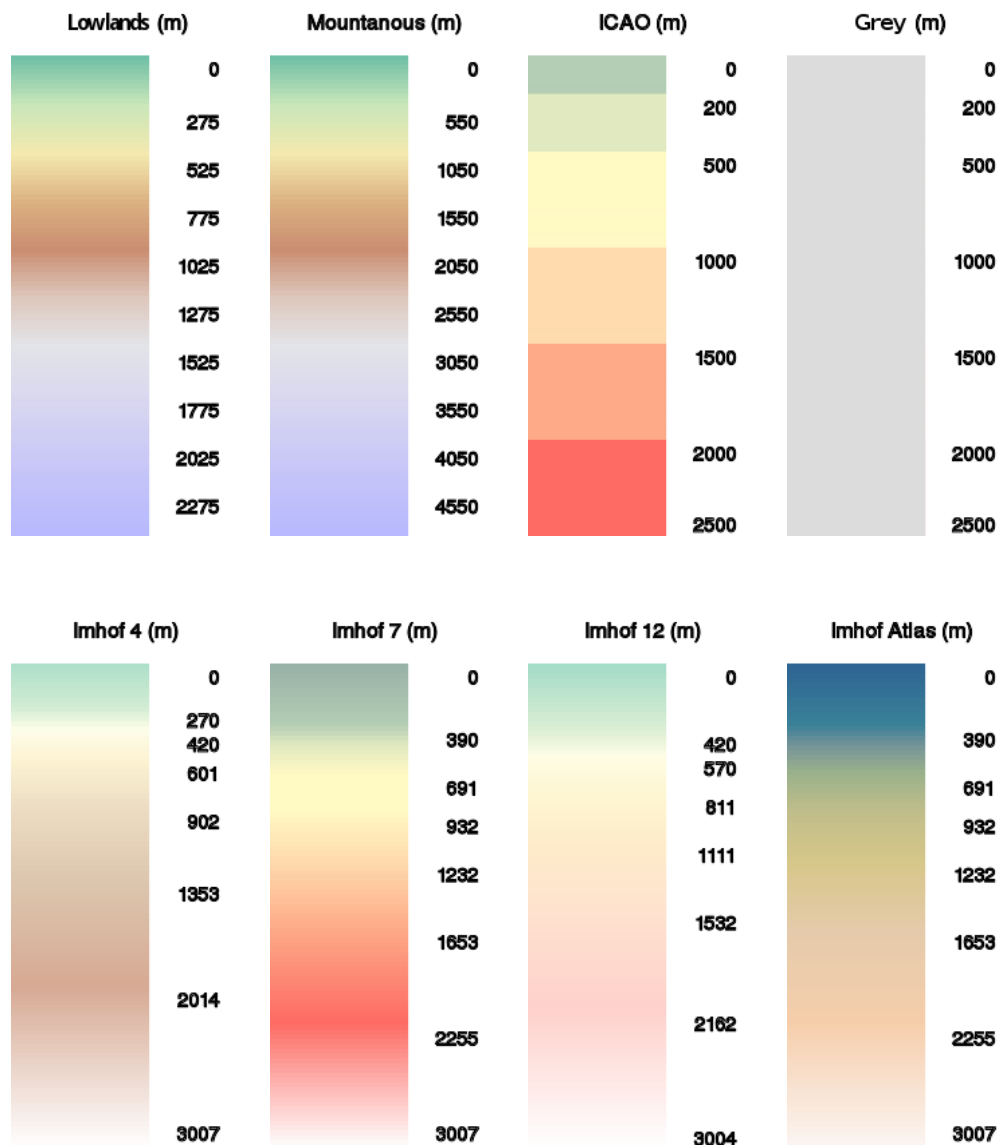 Lowlands (m) Mountanous (m) ICAO (m) Grey (m)
0 0 0 0
275 550 200 200
525 1050 500 500
775 1550 1000 1000
1025 2050 1500 1500
1275 2550 2000 2000
1525 3050 2500 2500
1775 3550
2025 4050
2275 4550
Imhof 4 (m) Imhof 7 (m) Imhof 12 (m) Imhof Atlas (m)
0 0 0 0
270 390 420 390
420 691 570 691
601 932 811 932
902 1232 1111 1232
1353 1653 1532 1653
2014 2255 2162 2255
3007 3007 3004 3007